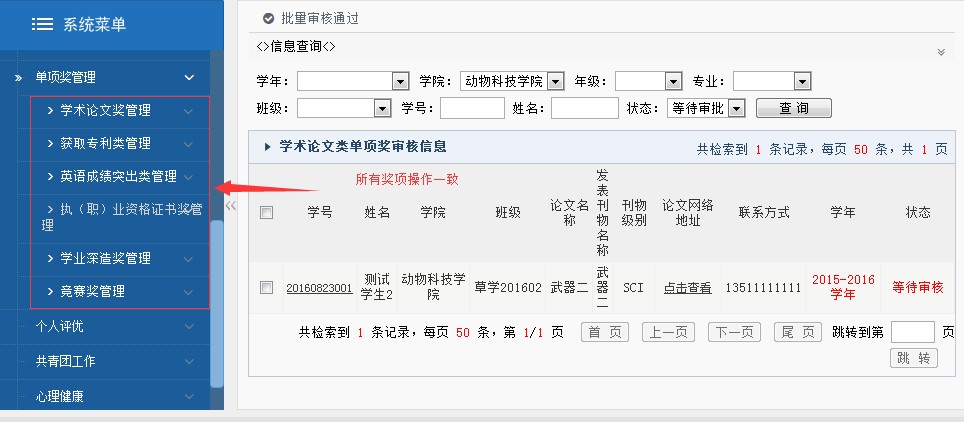 系统菜单
单项奖管理
学术论文奖管理
获取专利类管理
英语成绩突出类管理
执（职）业资格证书奖管
理
学业深造奖管理
竞赛奖管理
个人评优
共青团工作
心理健康
批量审核通过
<>信息查询<>
学年： 学院： 动物科技学院 年级： 专业：
班级： 学号： 姓名： 状态： 等待审批 查 询
学术论文类单项奖审核信息
共检索到 1 条记录，每页 50 条，共 1 页
所有奖项操作一致
学号 姓名 学院 班级 论文名称 发表刊物名称 刊物级别 论文网络地址 联系方式 学年 状态
20160823001 测试学生2 动物科技学院 草学201602 武器二 武器二 SCI 点击查看 13511111111 2015-2016学年 等待审核
共检索到 1 条记录，每页 50 条，第 1/1 页 首 页 上一页 下一页 尾 页 跳转到第 页
跳 转